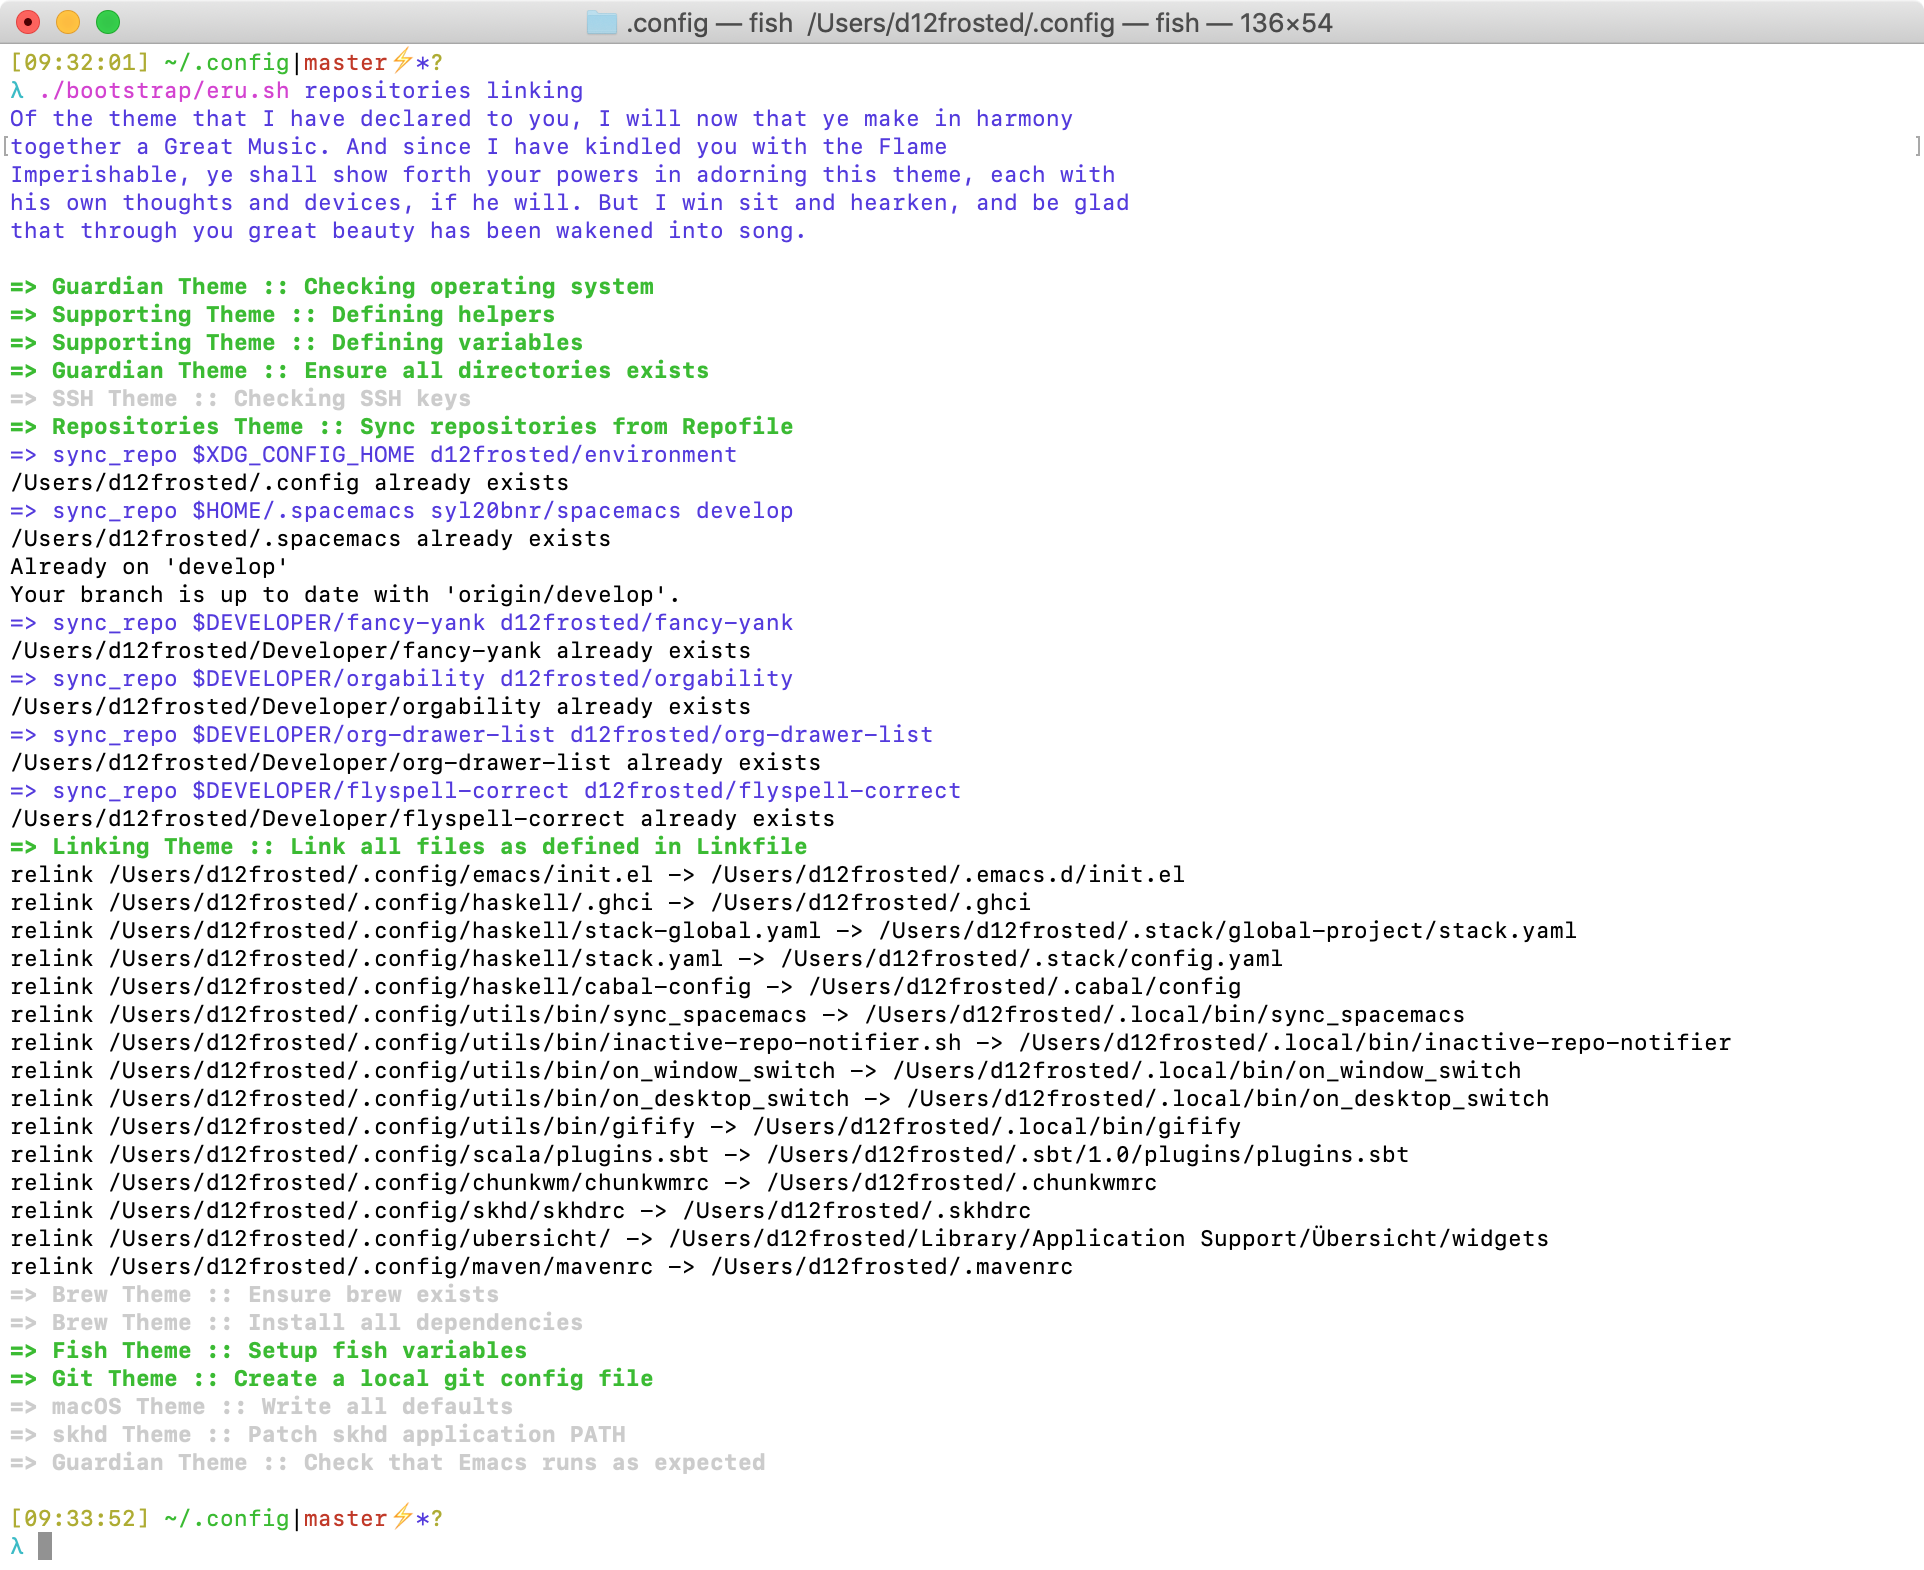 .config — fish  /Users/d12frosted/.config — fish — 136×54
[09:32:01] ~/.config|master⚡*?
λ ./bootstrap/eru.sh repositories linking
Of the theme that I have declared to you, I will now that ye make in harmony
[together a Great Music. And since I have kindled you with the Flame ]
Imperishable, ye shall show forth your powers in adorning this theme, each with
his own thoughts and devices, if he will. But I win sit and hearken, and be glad
that through you great beauty has been wakened into song.
=> Guardian Theme :: Checking operating system
=> Supporting Theme :: Defining helpers
=> Supporting Theme :: Defining variables
=> Guardian Theme :: Ensure all directories exists
=> SSH Theme :: Checking SSH keys
=> Repositories Theme :: Sync repositories from Repofile
=> sync_repo $XDG_CONFIG_HOME d12frosted/environment
/Users/d12frosted/.config already exists
=> sync_repo $HOME/.spacemacs syl20bnr/spacemacs develop
/Users/d12frosted/.spacemacs already exists
Already on 'develop'
Your branch is up to date with 'origin/develop'.
=> sync_repo $DEVELOPER/fancy-yank d12frosted/fancy-yank
/Users/d12frosted/Developer/fancy-yank already exists
=> sync_repo $DEVELOPER/orgability d12frosted/orgability
/Users/d12frosted/Developer/orgability already exists
=> sync_repo $DEVELOPER/org-drawer-list d12frosted/org-drawer-list
/Users/d12frosted/Developer/org-drawer-list already exists
=> sync_repo $DEVELOPER/flyspell-correct d12frosted/flyspell-correct
/Users/d12frosted/Developer/flyspell-correct already exists
=> Linking Theme :: Link all files as defined in Linkfile
relink /Users/d12frosted/.config/emacs/init.el -> /Users/d12frosted/.emacs.d/init.el
relink /Users/d12frosted/.config/haskell/.ghci -> /Users/d12frosted/.ghci
relink /Users/d12frosted/.config/haskell/stack-global.yaml -> /Users/d12frosted/.stack/global-project/stack.yaml
relink /Users/d12frosted/.config/haskell/stack.yaml -> /Users/d12frosted/.stack/config.yaml
relink /Users/d12frosted/.config/haskell/cabal-config -> /Users/d12frosted/.cabal/config
relink /Users/d12frosted/.config/utils/bin/sync_spacemacs -> /Users/d12frosted/.local/bin/sync_spacemacs
relink /Users/d12frosted/.config/utils/bin/inactive-repo-notifier.sh -> /Users/d12frosted/.local/bin/inactive-repo-notifier
relink /Users/d12frosted/.config/utils/bin/on_window_switch -> /Users/d12frosted/.local/bin/on_window_switch
relink /Users/d12frosted/.config/utils/bin/on_desktop_switch -> /Users/d12frosted/.local/bin/on_desktop_switch
relink /Users/d12frosted/.config/utils/bin/gifify -> /Users/d12frosted/.local/bin/gifify
relink /Users/d12frosted/.config/scala/plugins.sbt -> /Users/d12frosted/.sbt/1.0/plugins/plugins.sbt
relink /Users/d12frosted/.config/chunkwm/chunkwmrc -> /Users/d12frosted/.chunkwmrc
relink /Users/d12frosted/.config/skhd/skhdrc -> /Users/d12frosted/.skhdrc
relink /Users/d12frosted/.config/ubersicht/ -> /Users/d12frosted/Library/Application Support/Übersicht/widgets
relink /Users/d12frosted/.config/maven/mavenrc -> /Users/d12frosted/.mavenrc
=> Brew Theme :: Ensure brew exists
=> Brew Theme :: Install all dependencies
=> Fish Theme :: Setup fish variables
=> Git Theme :: Create a local git config file
=> macOS Theme :: Write all defaults
=> skhd Theme :: Patch skhd application PATH
=> Guardian Theme :: Check that Emacs runs as expected
[09:33:52] ~/.config|master⚡*?
λ